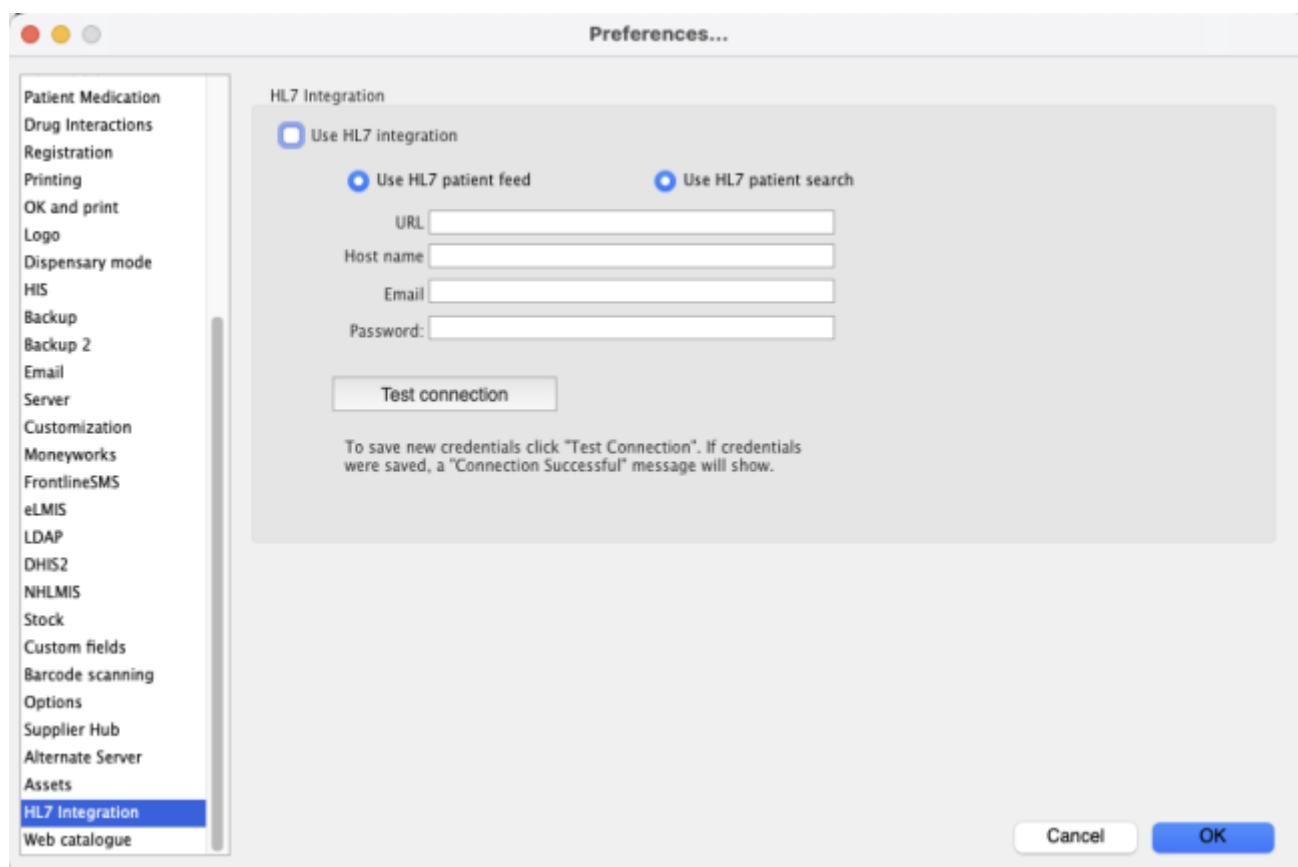 Preferences...
Patient Medication
Drug Interactions
Registration
Printing
OK and print
Logo
Dispensary mode
HIS
Backup
Backup 2
Email
Server
Customization
Moneyworks
FrontlineSMS
eLMIS
LDAP
DHIS2
NHLMIS
Stock
Custom fields
Barcode scanning
Options
Supplier Hub
Alternate Server
Assets
HL7 Integration
Web catalogue
HL7 Integration
Use HL7 integration
Use HL7 patient feed Use HL7 patient search
URL
Host name
Email
Password:
Test connection
To save new credentials click "Test Connection". If credentials
were saved, a "Connection Successful" message will show.
Cancel OK